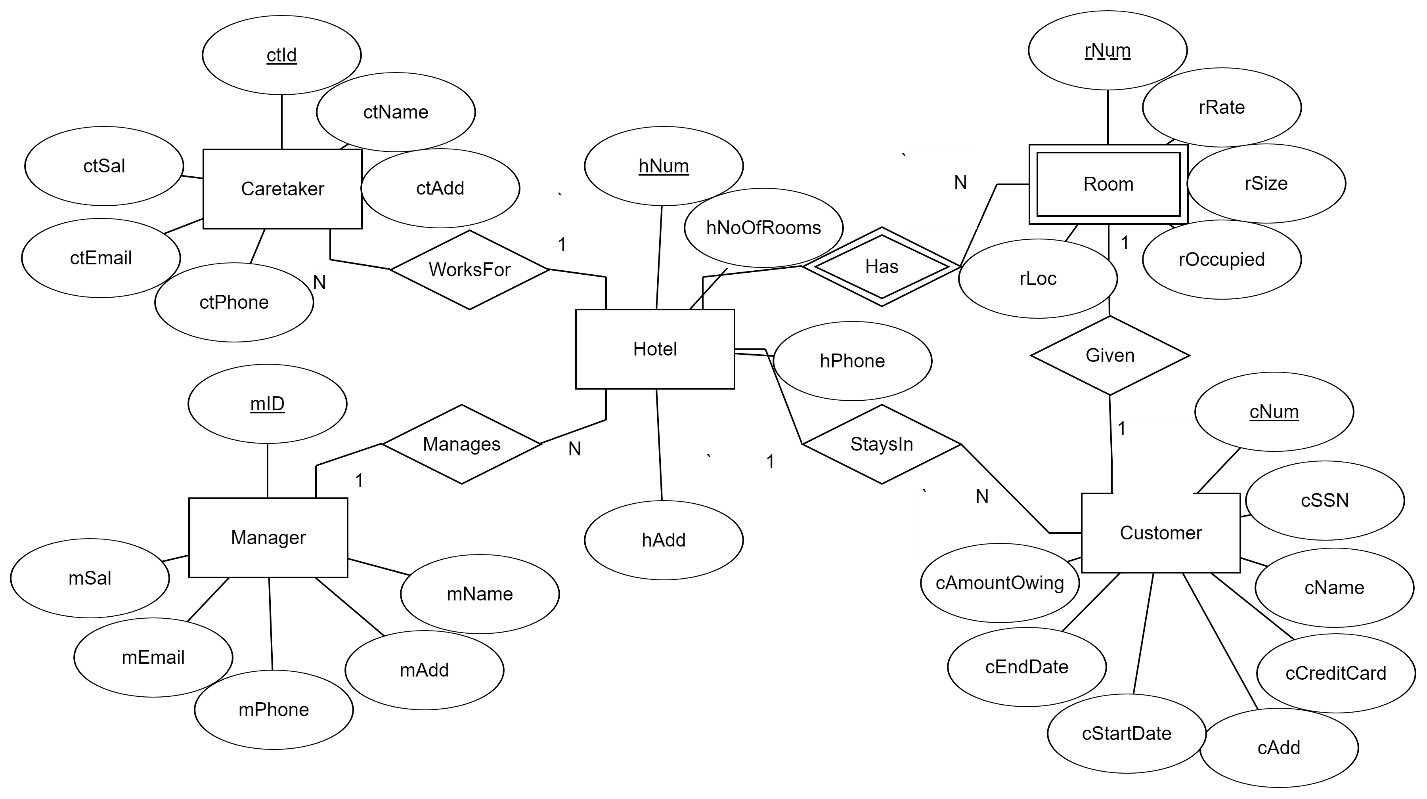 ctId
rNum
ctName
rRate
ctSal
Caretaker
ctAdd
hNum
`
`
N
Room
rSize
hNoOfRooms
ctEmail
WorksFor
1
Has
1
rOccupied
ctPhone
N
rLoc
Hotel
hPhone
Given
mID
cNum
Manages
N
StaysIn
1
1
`
1
N
`
cSSN
Manager
hAdd
Customer
mSal
mName
cAmountOwing
cName
mEmail
mAdd
cEndDate
cCreditCard
mPhone
cStartDate
cAdd